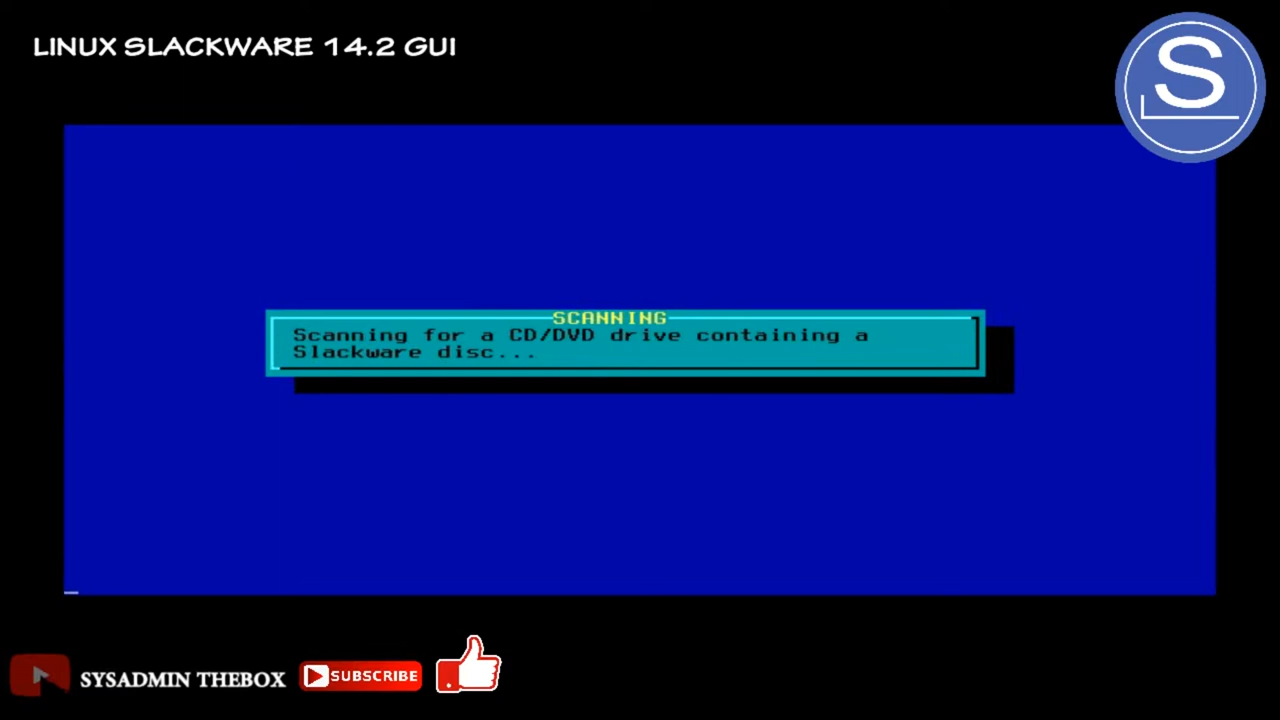 LINUX SLACKWARE 14.2 GUI
S
SCANNING
Scanning for a CD/DVD drive containing a
Slackware disc...
SYSADMIN THEBOX
SUBSCRIBE